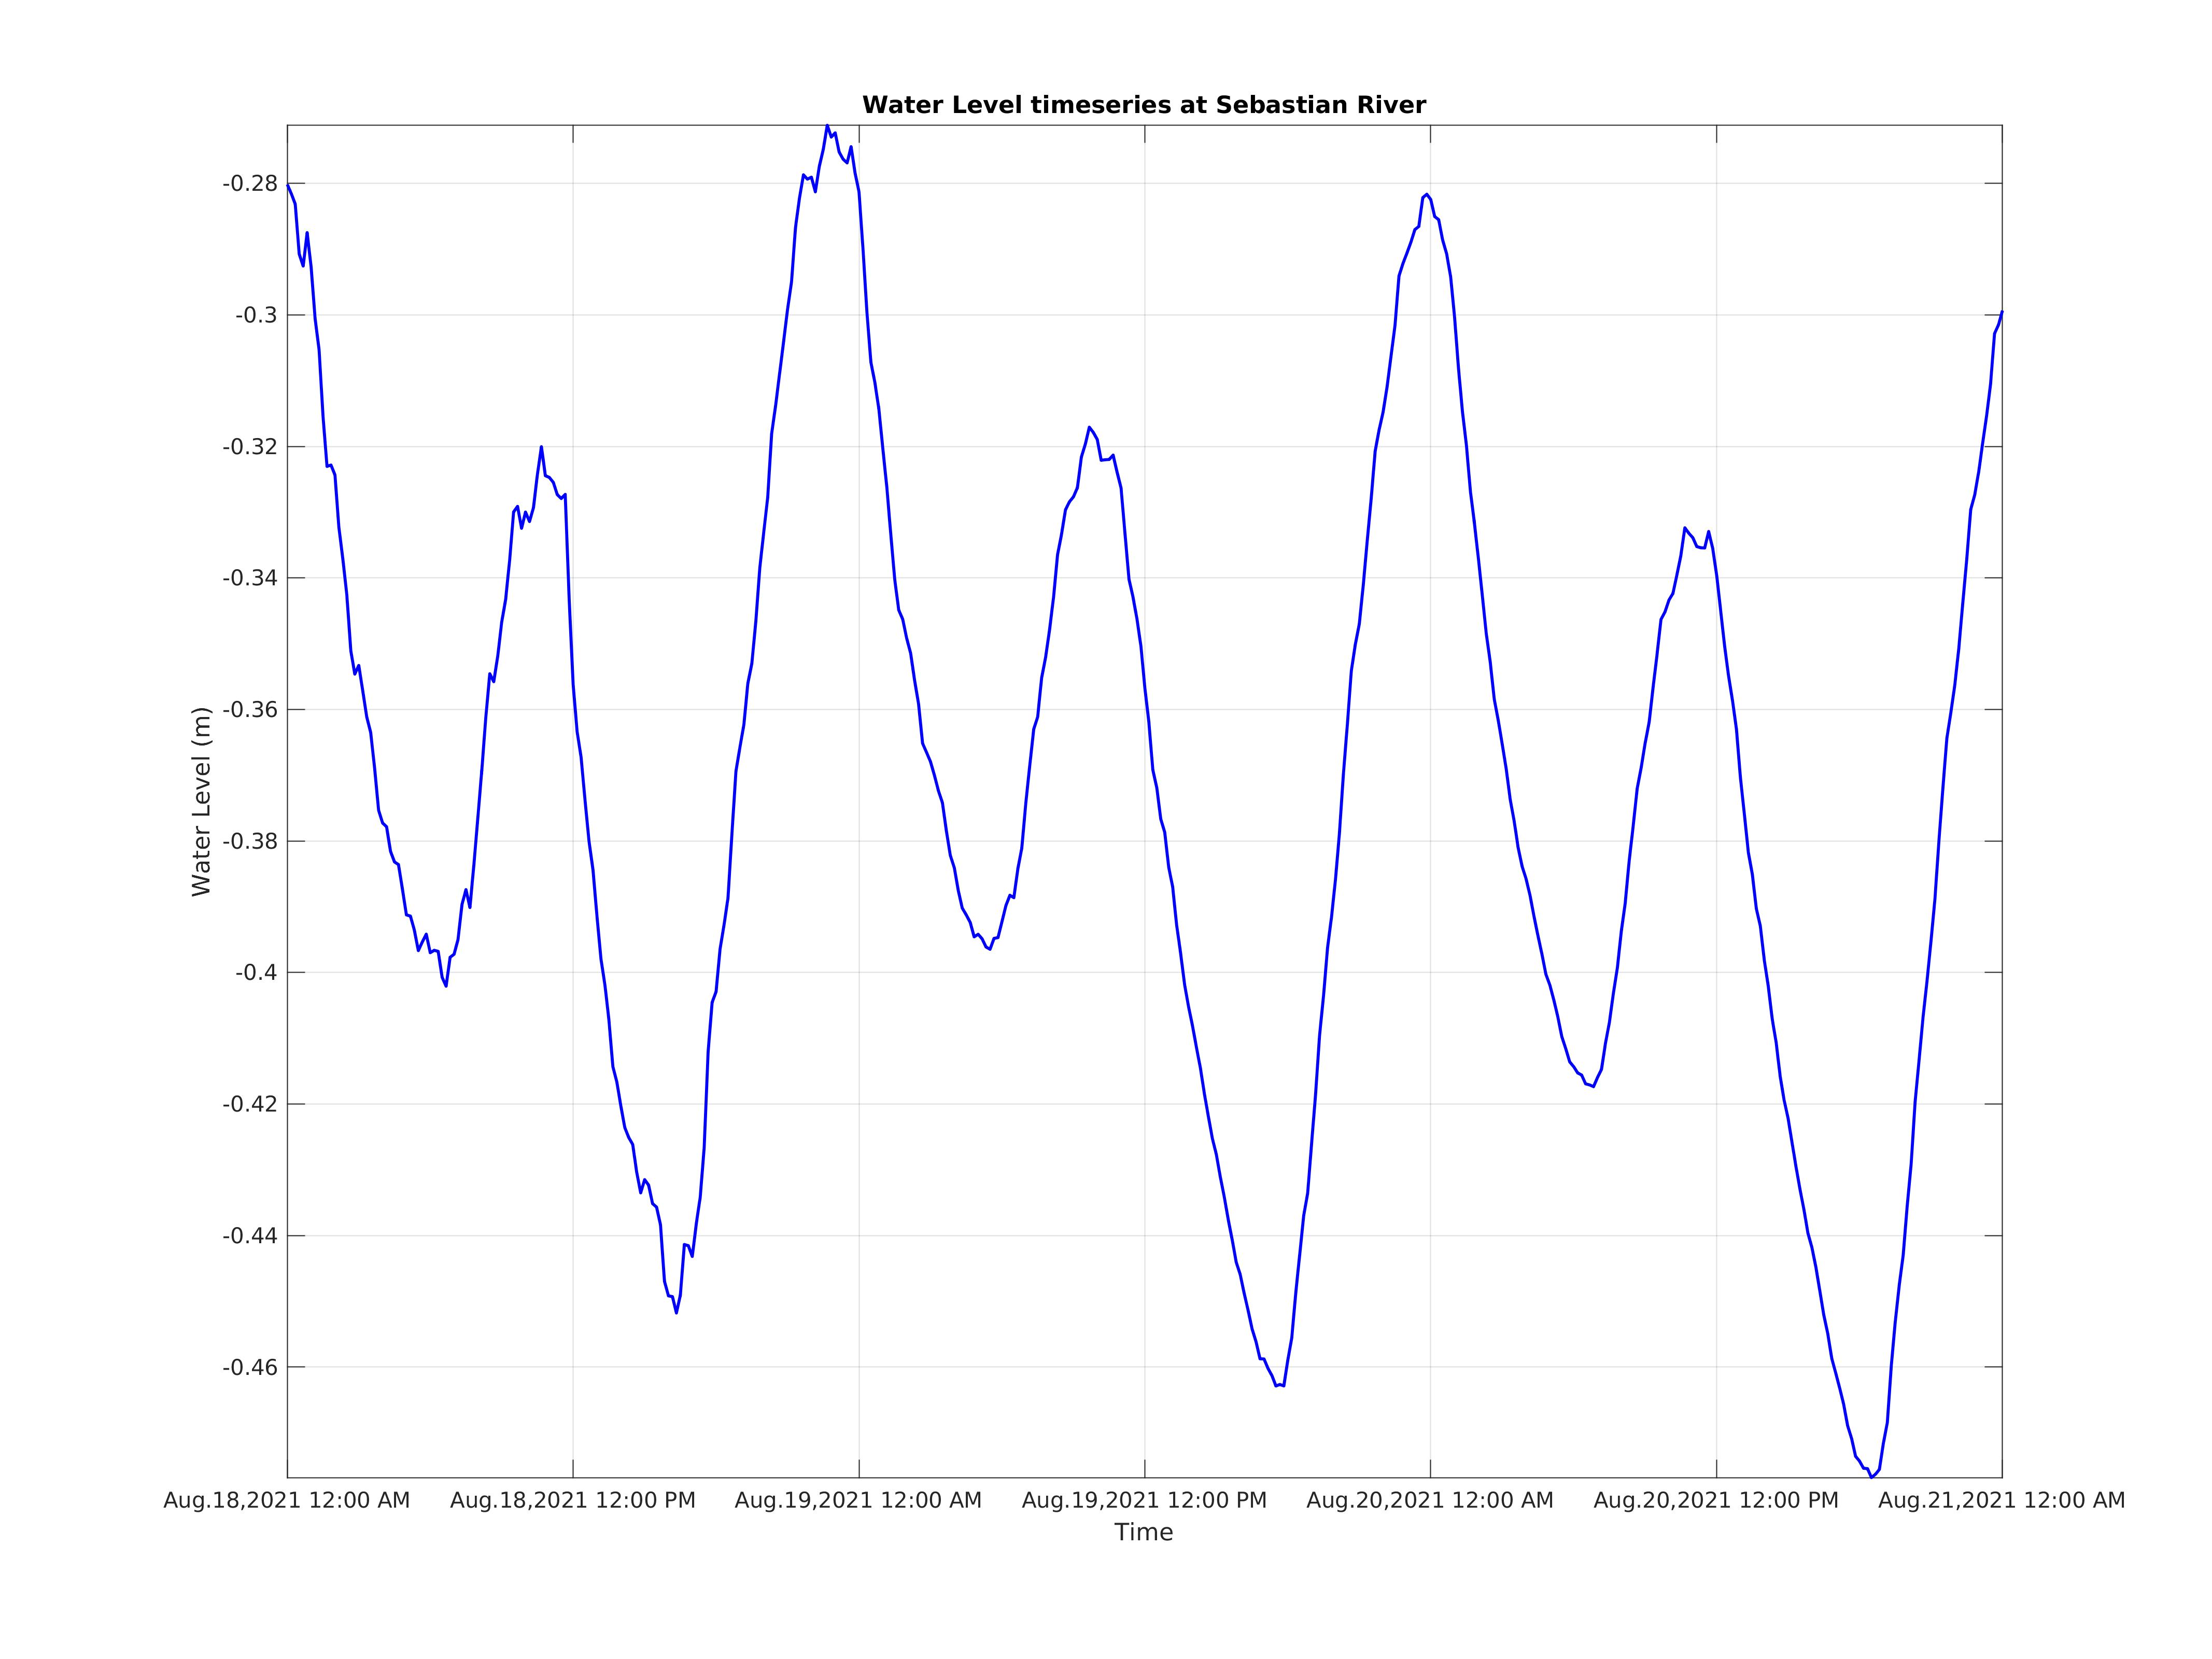 Water Level timeseries at Sebastian River
Water Level (m)
-0.28
-0.3
-0.32
-0.34
-0.36
-0.38
-0.4
-0.42
-0.44
-0.46
Aug.18,2021 12:00 AM
Aug.18,2021 12:00 PM
Aug.19,2021 12:00 AM
Aug.19,2021 12:00 PM
Aug.20,2021 12:00 AM
Aug.20,2021 12:00 PM
Aug.21,2021 12:00 AM
Time